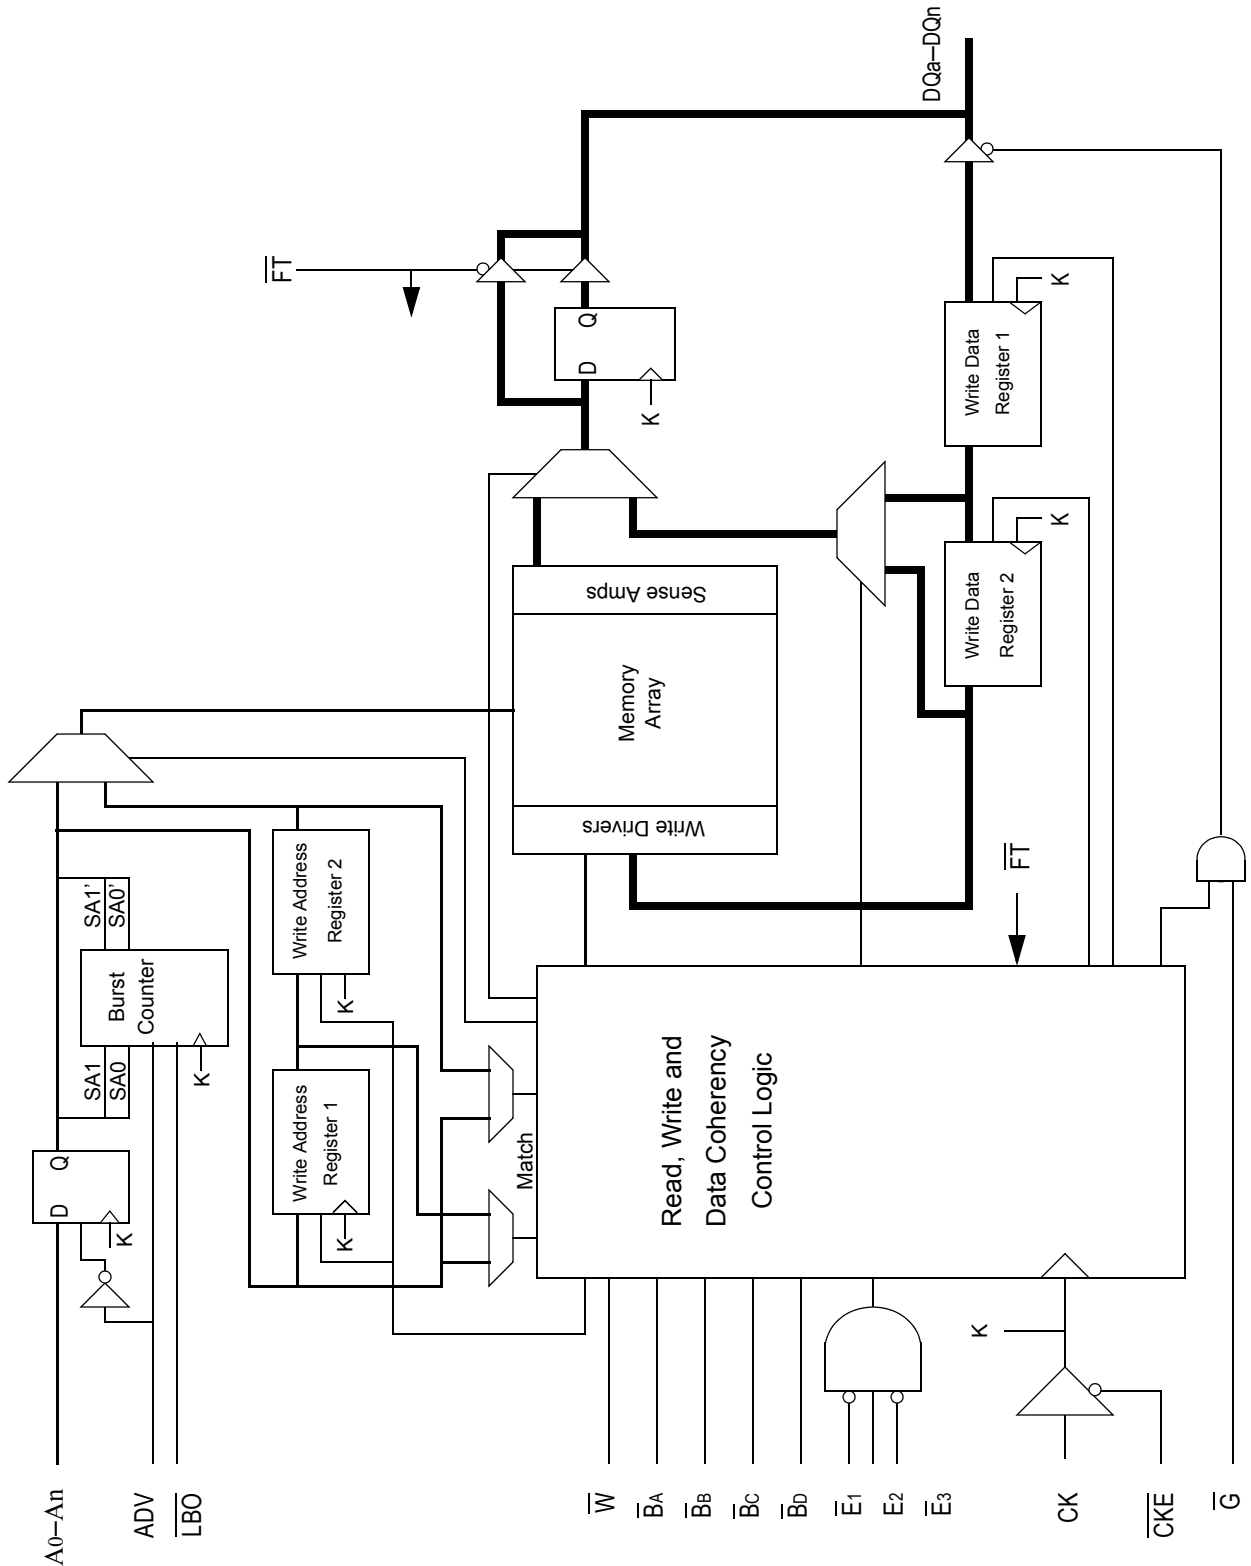 A0–An
ADV
LBO
W
BA
BB
BC
BD
E1
E2
E3
CK
CKE
G
D Q
K
SA1
SA0
Burst
Counter
SA1'
SA0'
K
Write Address
Register 1
K
Write Address
Register 2
K
Match
Read, Write and
Data Coherency
Control Logic
K
FT
Write Drivers
Memory
Array
Sense Amps
D Q
K
FT
Write Data
Register 2
K
Write Data
Register 1
K
DQa–DQn